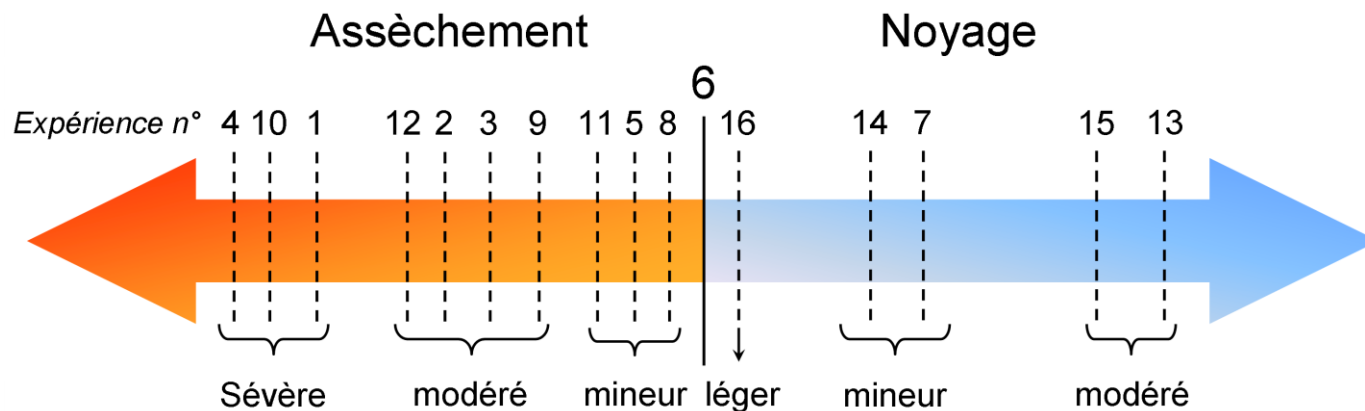 Assèchement Noyage
6
Expérience n° 4 10 1 12 2 3 9 11 5 8 16 14 7 15 13
Sévère modéré mineur léger mineur modéré